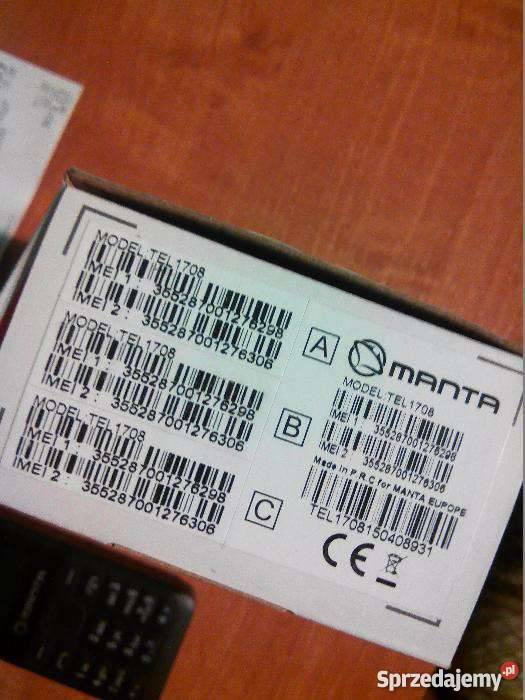 MODEL:TEL1708
IMEI 1: 355287001276298
IMEI 2: 355287001276306
MODEL:TEL1708
IMEI 1: 355287001276298
IMEI 2: 355287001276306
MODEL:TEL1708
IMEI 1: 355287001276298
IMEI 2: 355287001276306
A
B
C
MANTA
MODEL:TEL1708
IMEI 1: 355287001276298
IMEI 2: 355287001276306
Made in P.R.C for MANTA EUROPE
TEL1708150408931
CE
MANTA
Sprzedajemy.pl